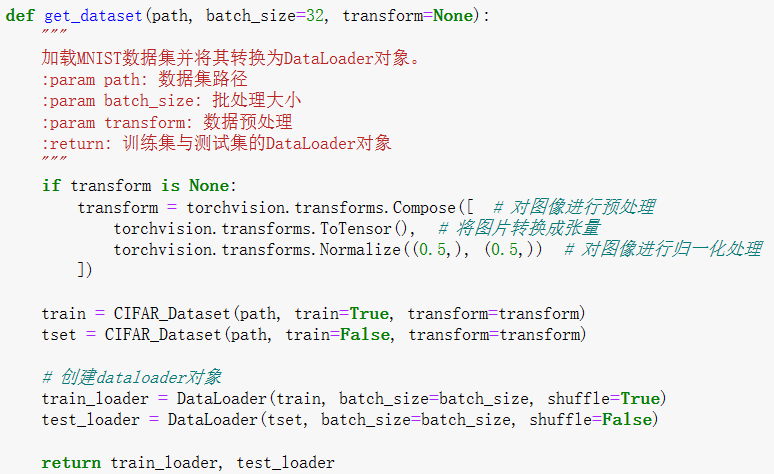 def get_dataset(path, batch_size=32, transform=None):
    """
    加载MNIST数据集并将其转换为DataLoader对象。
    :param path: 数据集路径
    :param batch_size: 批处理大小
    :param transform: 数据预处理
    :return: 训练集与测试集的DataLoader对象
    """
    if transform is None:
        transform = torchvision.transforms.Compose([  # 对图像进行预处理
            torchvision.transforms.ToTensor(),  # 将图片转换成张量
            torchvision.transforms.Normalize((0.5,), (0.5,))  # 对图像进行归一化处理
        ])

    train = CIFAR_Dataset(path, train=True, transform=transform)
    tset = CIFAR_Dataset(path, train=False, transform=transform)

    # 创建dataloader对象
    train_loader = DataLoader(train, batch_size=batch_size, shuffle=True)
    test_loader = DataLoader(tset, batch_size=batch_size, shuffle=False)

    return train_loader, test_loader